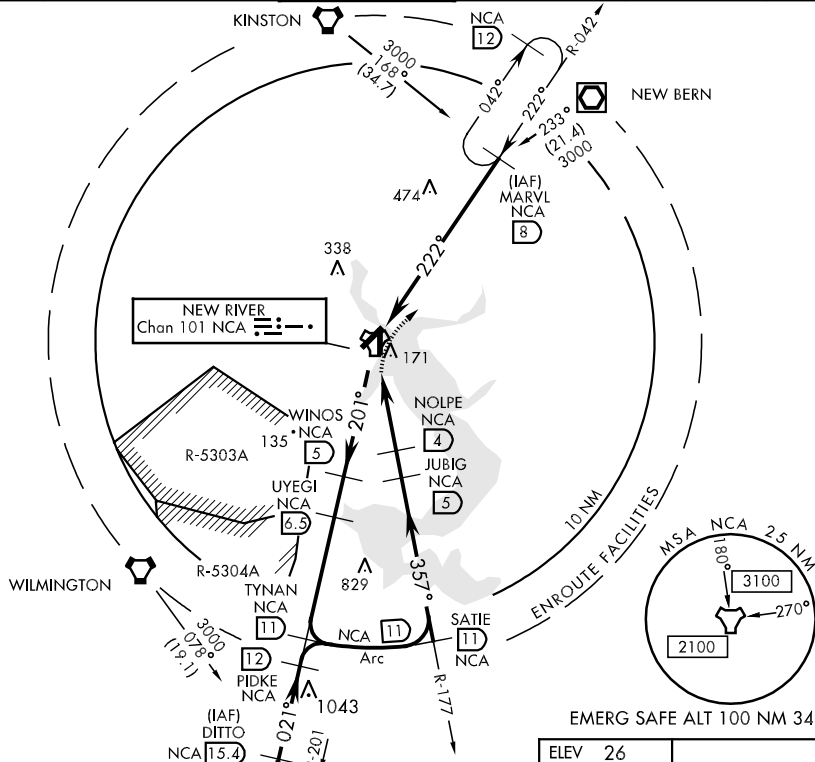 KINSTON
3000
168°
(34.7)
NCA
12
R-042
042°
222°
NEW BERN
233°
(21.4)
3000
(IAF)
MARVL
NCA
8
474
338
222°
NEW RIVER
Chan 101 NCA
171
201°
WINOS
NCA
5
135
R-5303A
NOLPE
NCA
4
JUBIG
NCA
5
UYEGI
NCA
6.5
10 NM
ENROUTE FACILITIES
R-5304A
WILMINGTON
3000
078°
(19.1)
829
357°
TYNAN
NCA
11
NCA 11
Arc
SATIE
11
NCA
12
PIDKE
NCA
R-177
1043
021°
(IAF)
DITTO
NCA 15.4
-201
MSA NCA 25 NM
180°
3100
270°
2100
EMERG SAFE ALT 100 NM 34
ELEV 26